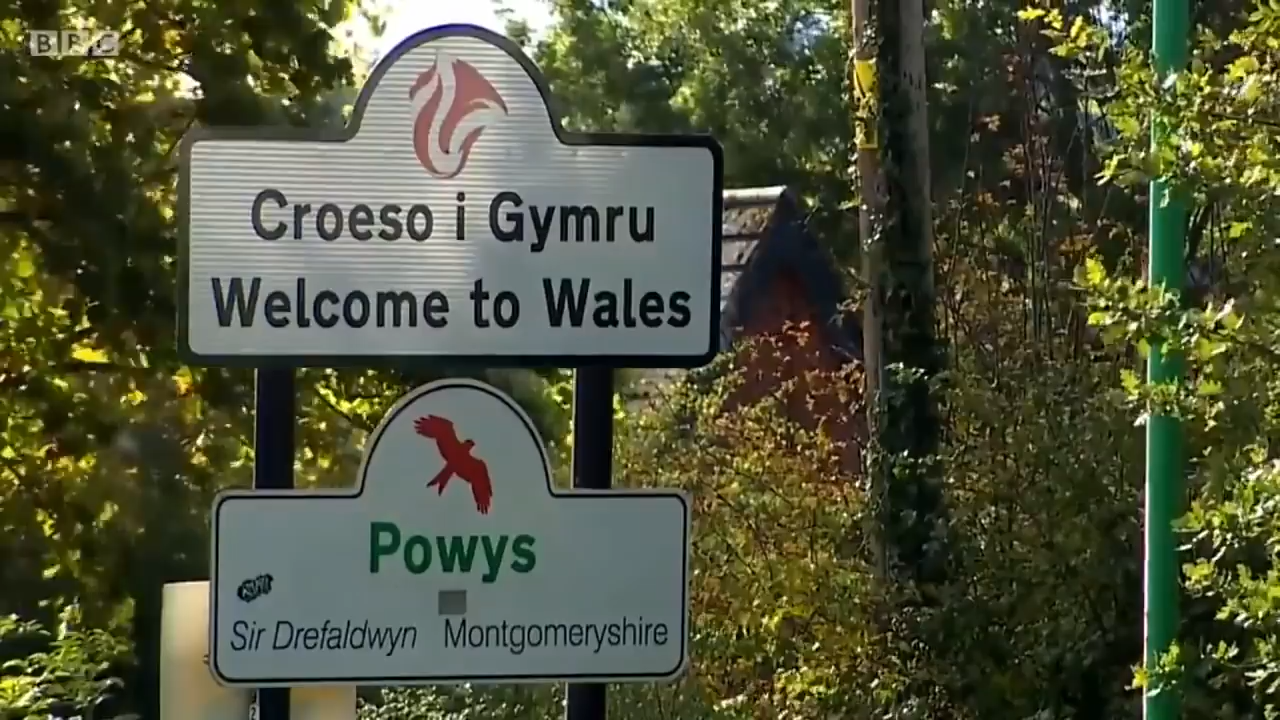 BBC
Croeso i Gymru
Welcome to Wales
Powys
Sir Drefaldwyn Montgomeryshire